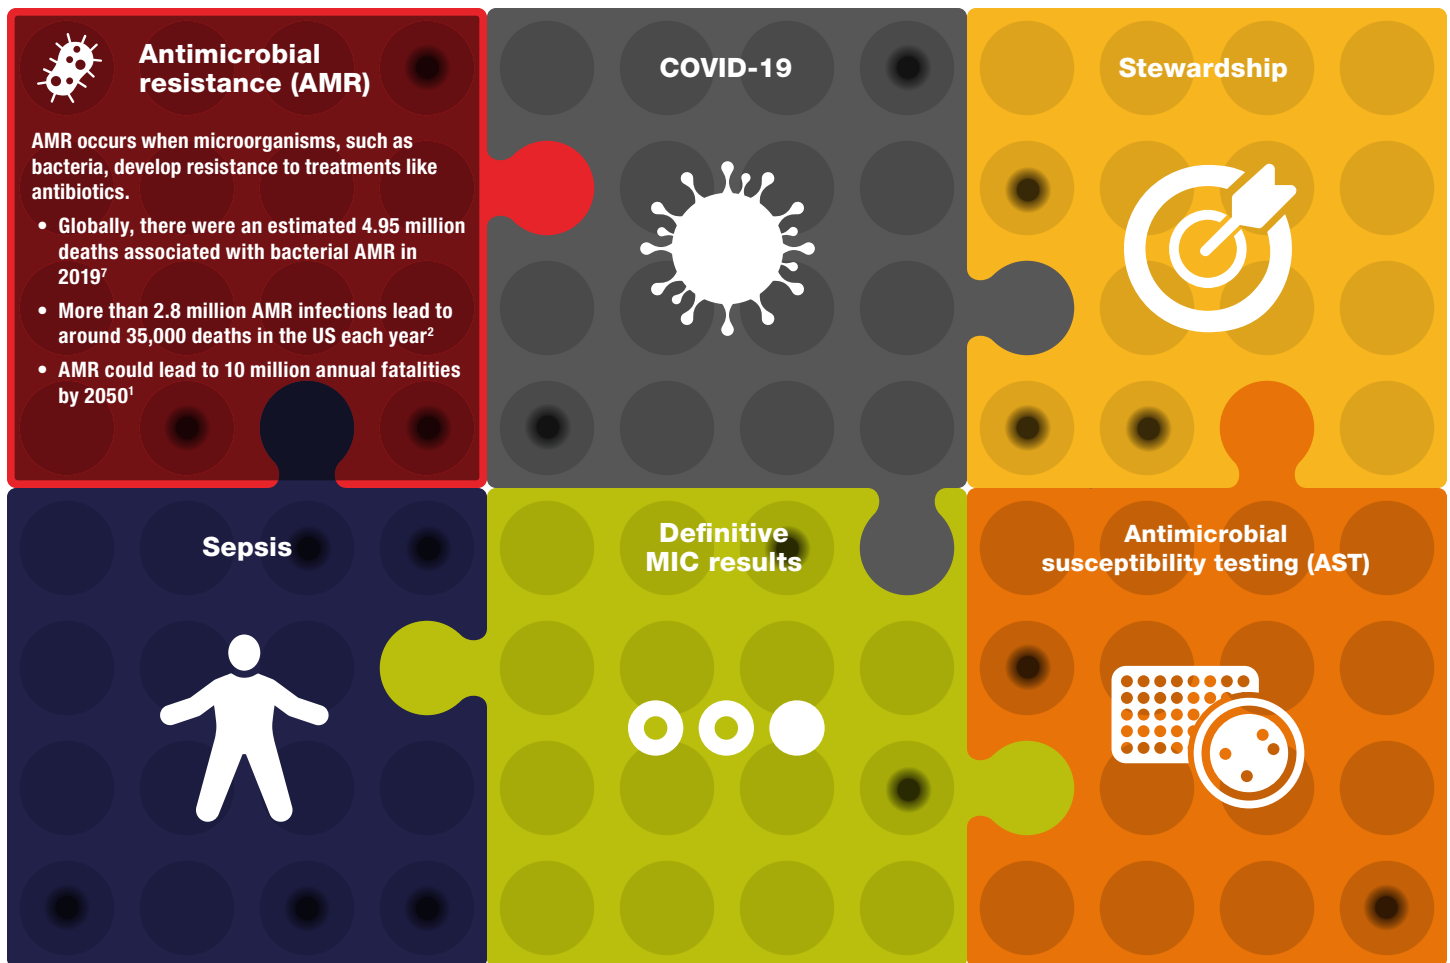 Antimicrobial
resistance (AMR)
AMR occurs when microorganisms, such as
bacteria, develop resistance to treatments like
antibiotics.
• Globally, there were an estimated 4.95 million
deaths associated with bacterial AMR in
2019⁷
• More than 2.8 million AMR infections lead to
around 35,000 deaths in the US each year²
• AMR could lead to 10 million annual fatalities
by 2050¹
COVID-19
Stewardship
Sepsis
Definitive
MIC results
Antimicrobial
susceptibility testing (AST)